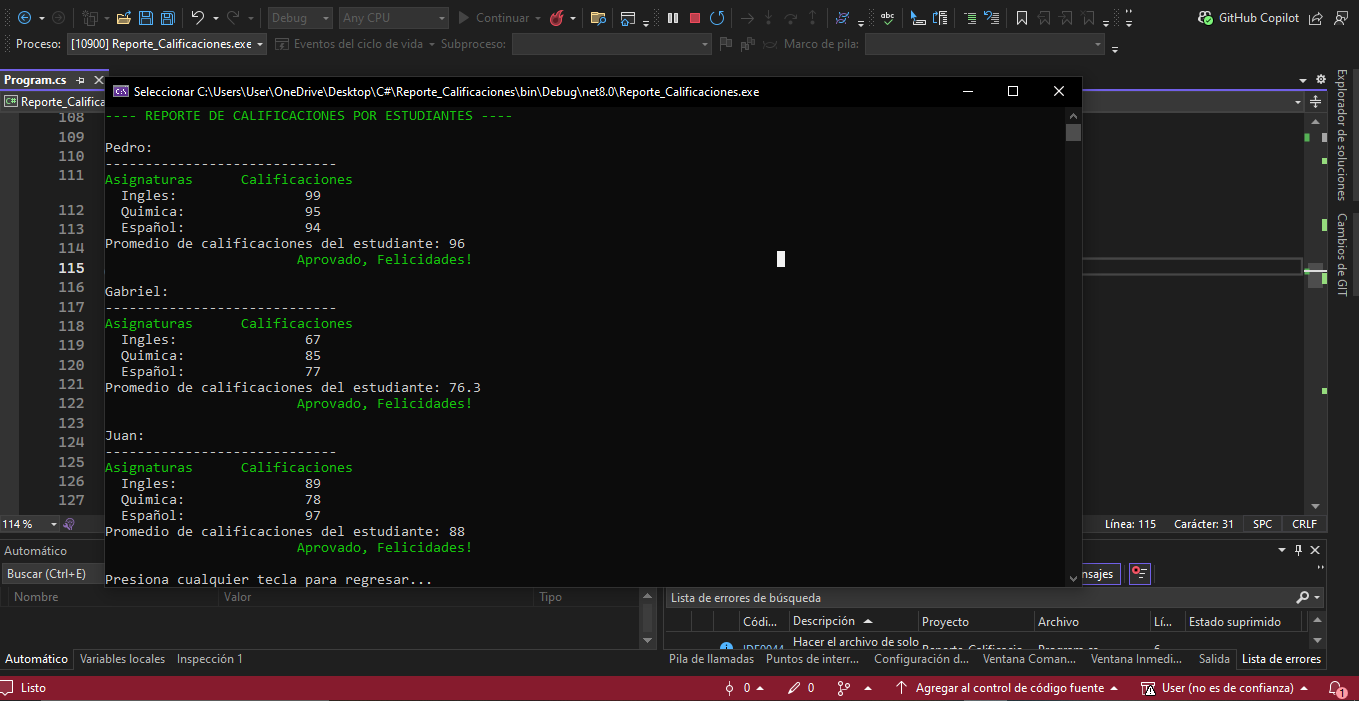 Debug
Any CPU
Continuar
GitHub Copilot
Proceso:
[10900] Reporte_Calificaciones.exe
Eventos del ciclo de vida
Subproceso:
Marco de pila:
Program.cs
Seleccionar C:\Users\User\OneDrive\Desktop\C#\Reporte_Calificaciones\bin\Debug\net8.0\Reporte_Calificaciones.exe
C# Reporte_Califica
Explorador de soluciones
Cambios de GIT
108
109
110
111
112
113
114
115
116
117
118
119
120
121
122
123
124
125
126
127
---- REPORTE DE CALIFICACIONES POR ESTUDIANTES ----
Pedro:
-----------------------------
Asignaturas Calificaciones
Ingles: 99
Quimica: 95
Español: 94
Promedio de calificaciones del estudiante: 96
Aprovado, Felicidades!
Gabriel:
-----------------------------
Asignaturas Calificaciones
Ingles: 67
Quimica: 85
Español: 77
Promedio de calificaciones del estudiante: 76.3
Aprovado, Felicidades!
Juan:
-----------------------------
Asignaturas Calificaciones
Ingles: 89
Quimica: 78
Español: 97
Promedio de calificaciones del estudiante: 88
Aprovado, Felicidades!
Presiona cualquier tecla para regresar...
114 %
Línea: 115 Carácter: 31 SPC CRLF
Automático
Buscar (Ctrl+E)
nsajes
Nombre Valor Tipo
Lista de errores de búsqueda
Códi... Descripción Proyecto Archivo Lí... Estado suprimido
Hacer el archivo de solo
Automático Variables locales Inspección 1
Pila de llamadas Puntos de interr... Configuración d... Ventana Coman... Ventana Inmedi... Salida Lista de errores
Listo
0
0
Agregar al control de código fuente
User (no es de confianza)
1